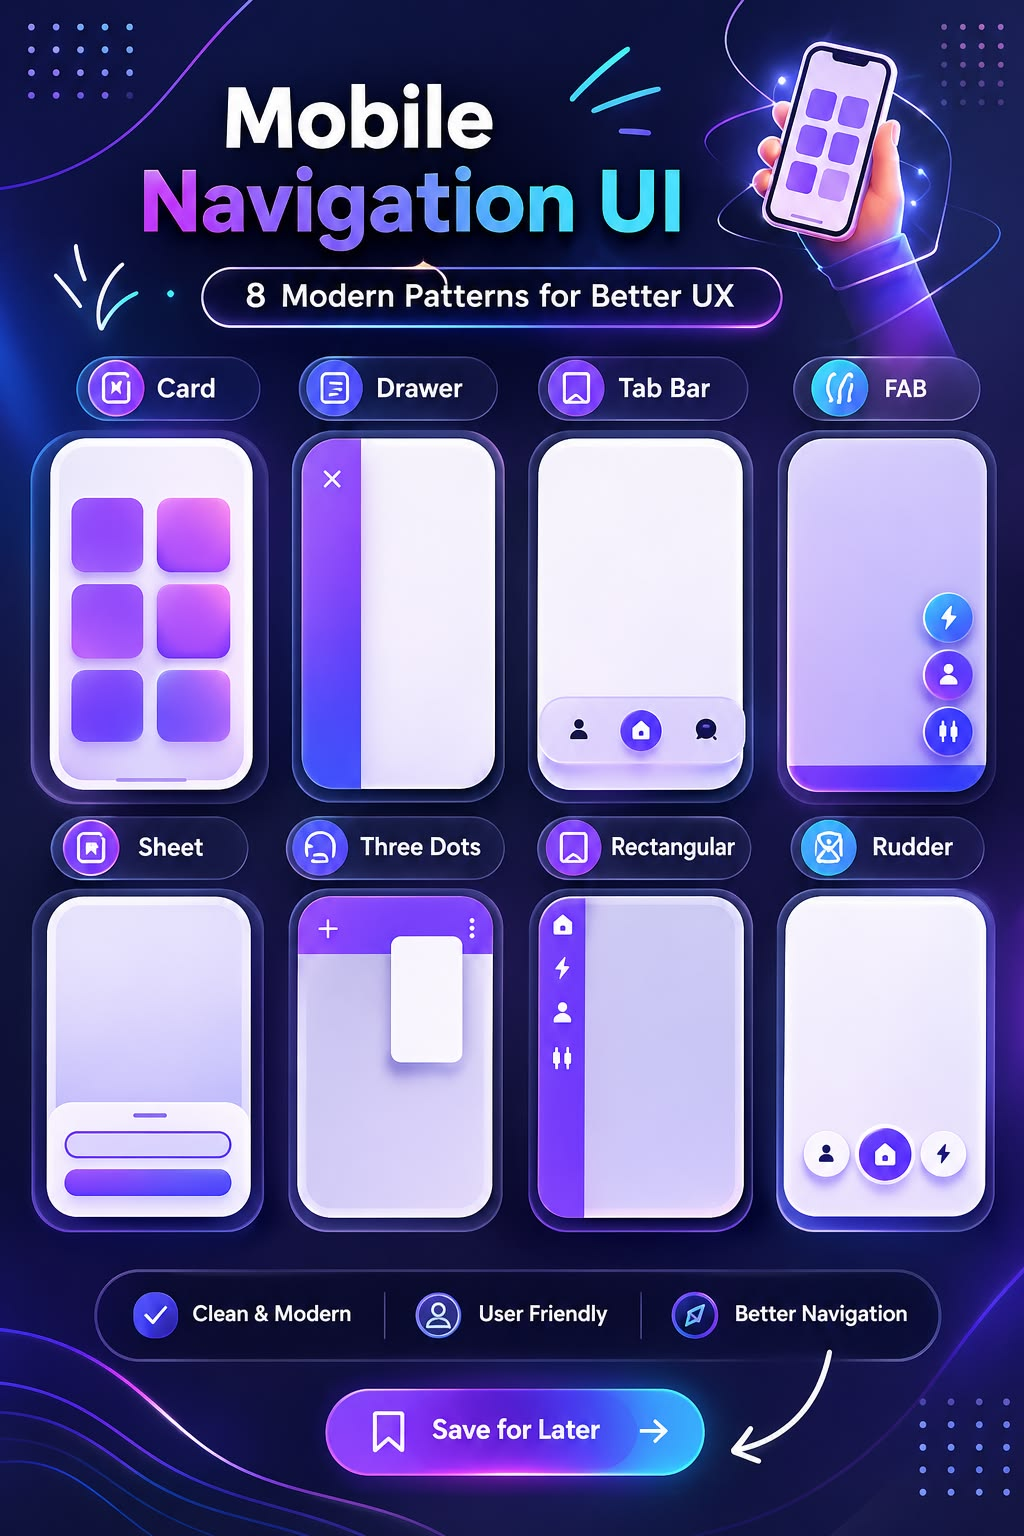 Mobile
Navigation UI
8 Modern Patterns for Better UX
Card
Drawer
Tab Bar
FAB
Sheet
Three Dots
Rectangular
Rudder
Clean & Modern
User Friendly
Better Navigation
Save for Later